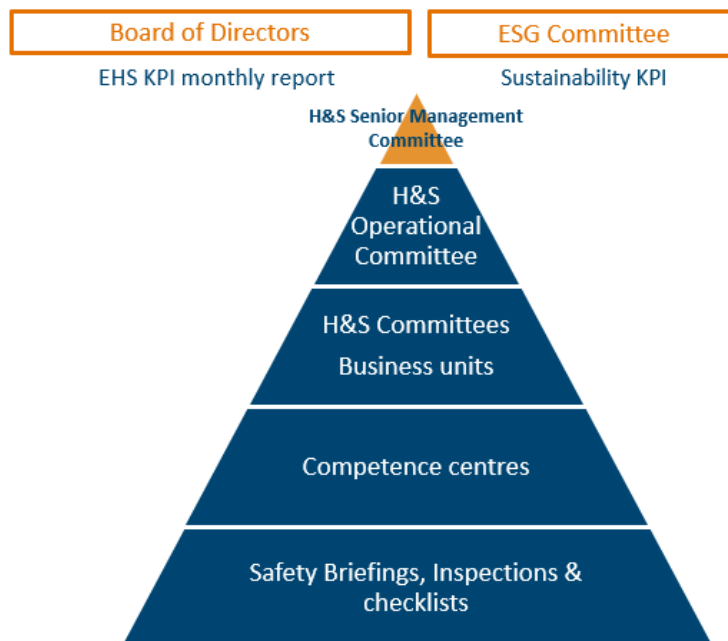 Board of Directors
ESG Committee
EHS KPI monthly report
Sustainability KPI
H&S Senior Management
Committee
H&S
Operational
Committee
H&S Committees
Business units
Competence centres
Safety Briefings, Inspections &
checklists